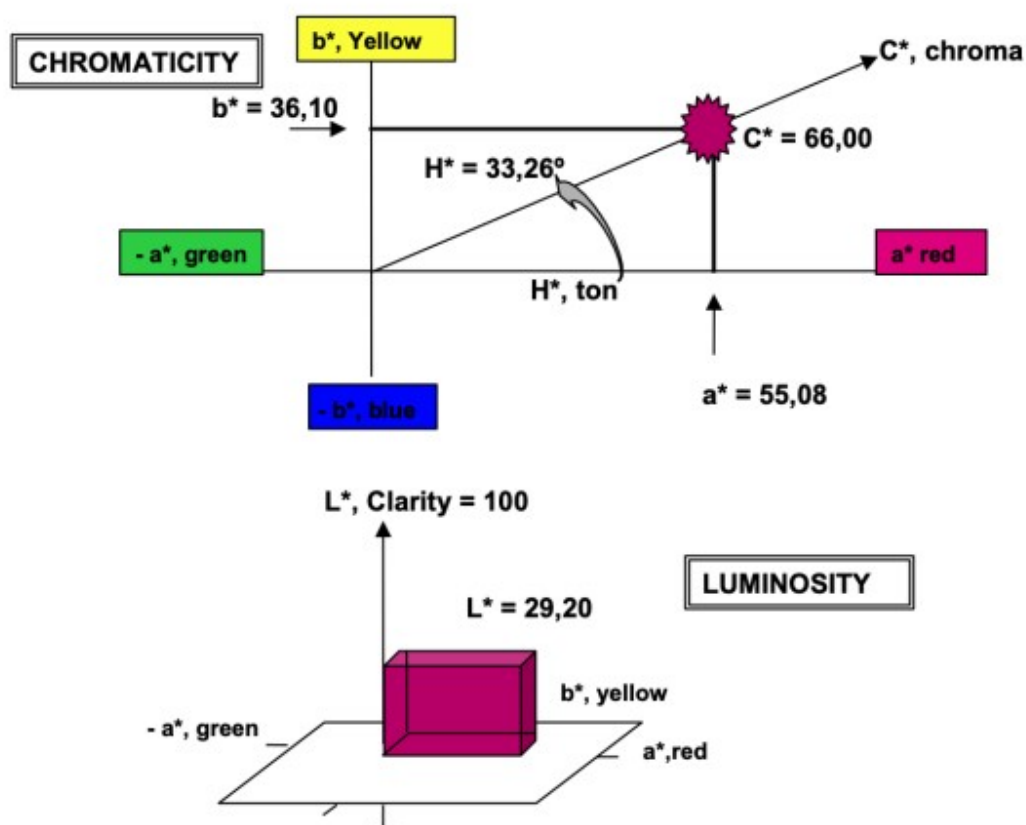 b*, Yellow
CHROMATICITY
C*, chroma
b* = 36,10
C* = 66,00
H* = 33,26º
- a*, green
a* red
H*, ton
a* = 55,08
- b*, blue
L*, Clarity = 100
LUMINOSITY
L* = 29,20
b*, yellow
- a*, green
a*,red